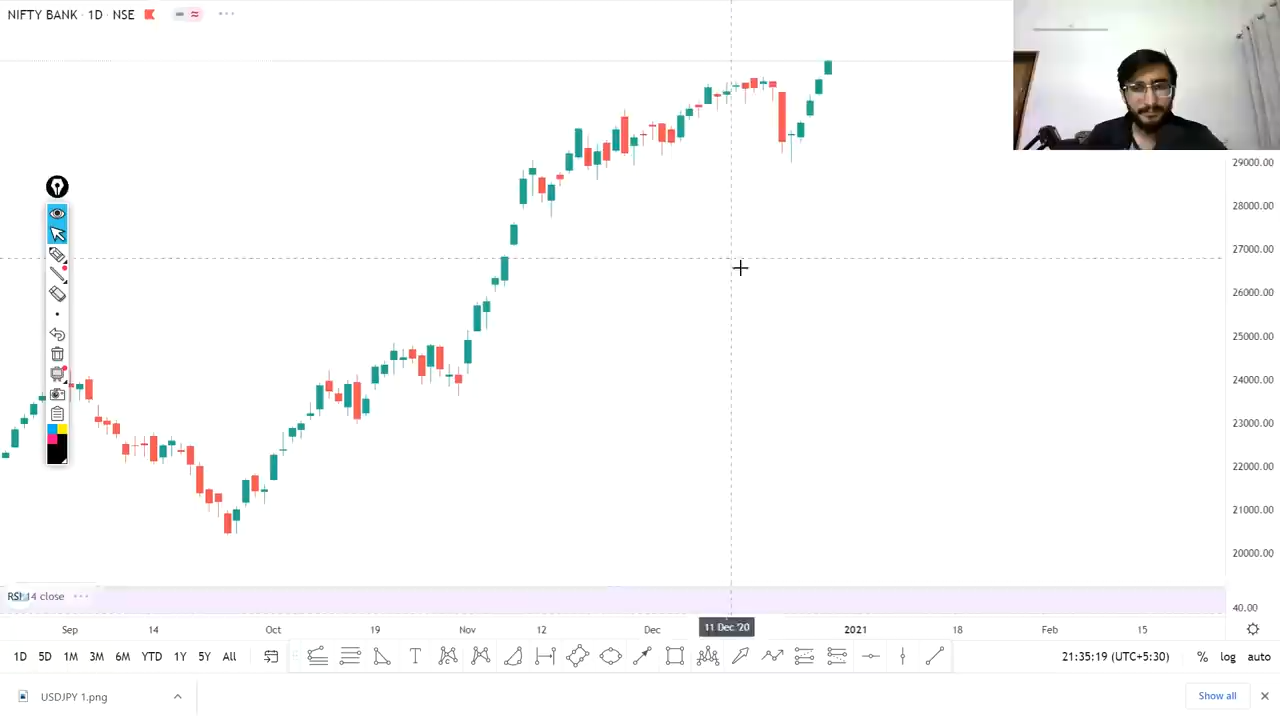 NIFTY BANK · 1D · NSE
29000.00
28000.00
27000.00
26000.00
25000.00
24000.00
23000.00
22000.00
21000.00
20000.00
RSI 14 close
40.00
Sep 14 Oct 19 Nov 12 Dec 11 Dec '20 2021 18 Feb 15
1D 5D 1M 3M 6M YTD 1Y 5Y All 21:35:19 (UTC+5:30) % log auto
USDJPY 1.png Show all